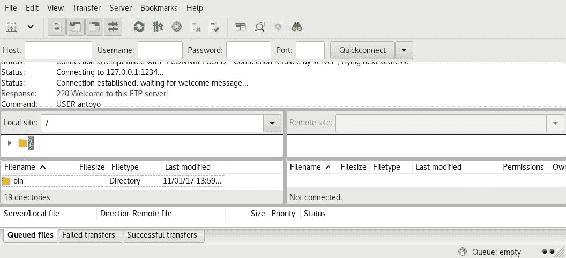 File Edit View Transfer Server Bookmarks Help
Host: Username: Password: Port: Quickconnect
Status: Connecting to 127.0.0.1:1234...
Status: Connection established, waiting for welcome message...
Response: 220 Welcome to this FTP server!
Command: USER antoyo
Local site: / Remote site:
/
Filename Filesize Filetype Last modified Filename Filesize Filetype Last modified Permissions
bin Directory 11/01/17 13:59...
19 directories Not connected.
Server/Local file Direction Remote file Size Priority Status
Queued files Failed transfers Successful transfers
Queue: empty